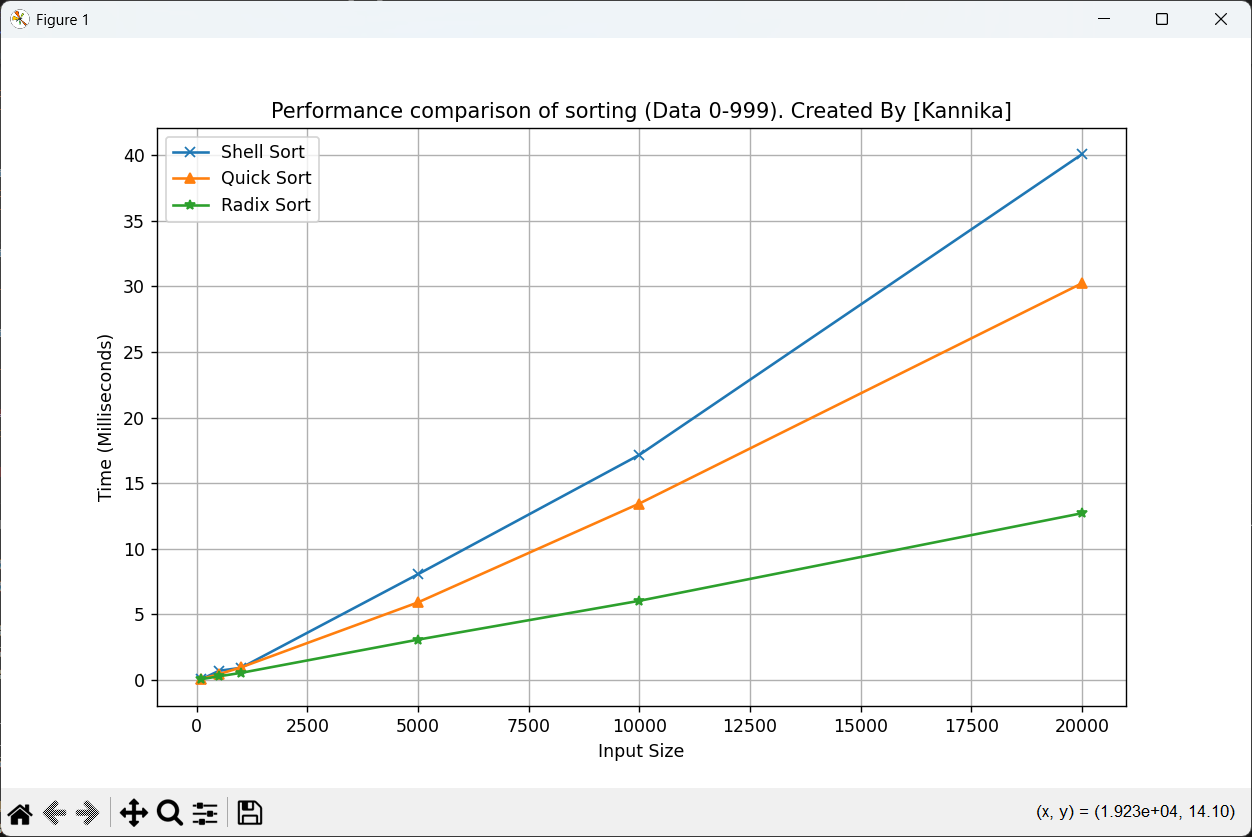 Figure 1
Performance comparison of sorting (Data 0-999). Created By [Kannika]
Shell Sort
Quick Sort
Radix Sort
40
35
30
25
20
15
10
5
0
Time (Milliseconds)
0 2500 5000 7500 10000 12500 15000 17500 20000
Input Size
(x, y) = (1.923e+04, 14.10)